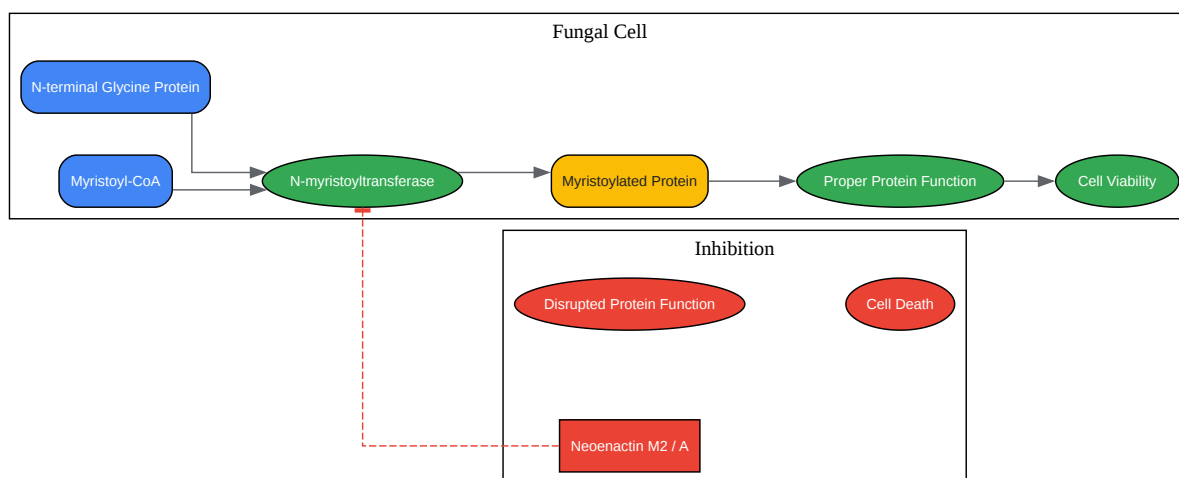 Fungal Cell
N-terminal Glycine Protein
Myristoyl-CoA
N-myristoyltransferase
Myristoylated Protein
Proper Protein Function
Cell Viability
Inhibition
Disrupted Protein Function
Cell Death
Neoenactin M2 / A